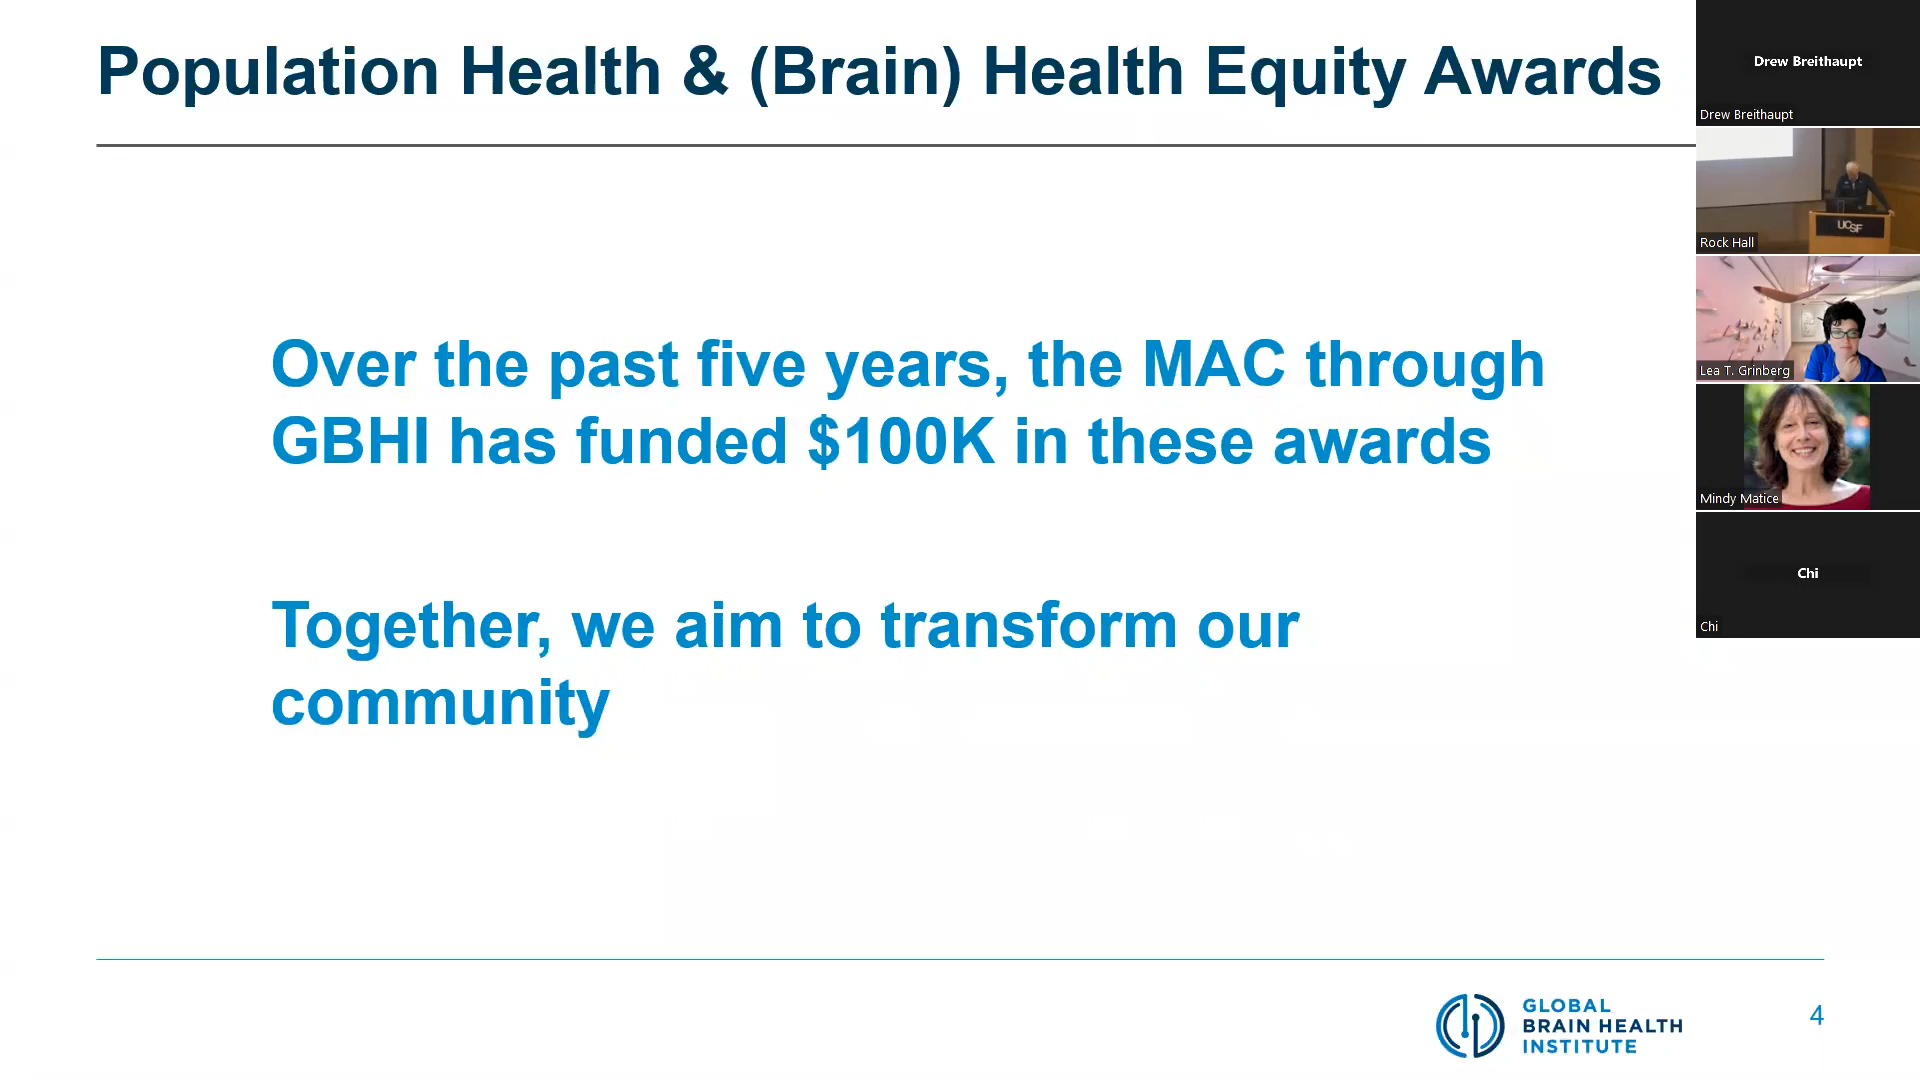 Population Health & (Brain) Health Equity Awards
Over the past five years, the MAC through
GBHI has funded $100K in these awards
Together, we aim to transform our
community
GLOBAL
BRAIN HEALTH
INSTITUTE
4
Drew Breithaupt
Drew Breithaupt
UCSF
Rock Hall
Lea T. Grinberg
Mindy Matice
Chi
Chi